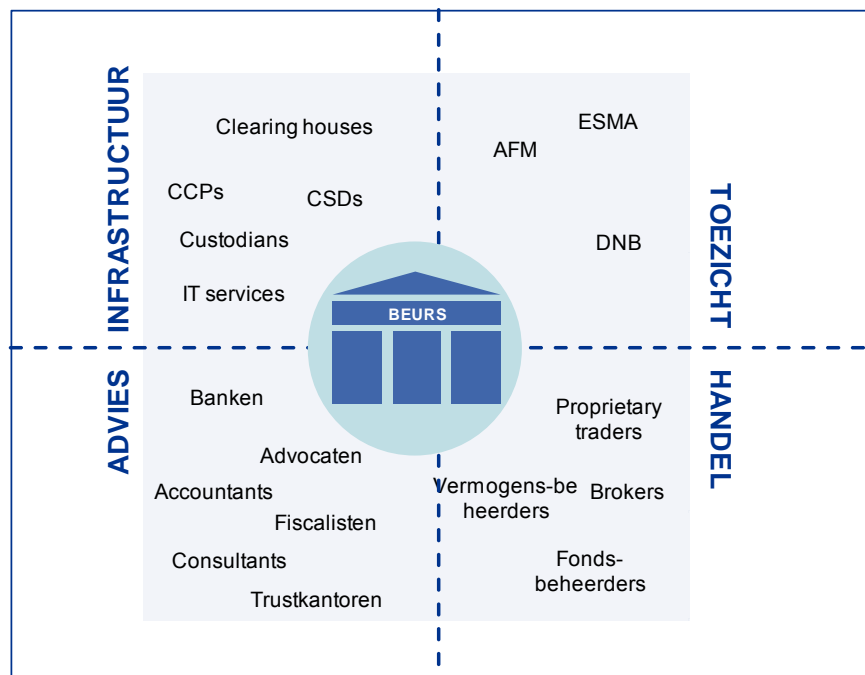 INFRASTRUCTUUR
Clearing houses
CCPs
CSDs
Custodians
IT services
TOEZICHT
ESMA
AFM
DNB
BEURS
ADVIES
Banken
Advocaten
Accountants
Fiscalisten
Consultants
Trustkantoren
HANDEL
Proprietary
traders
Vermogens-be
heerders
Brokers
Fonds-
beheerders